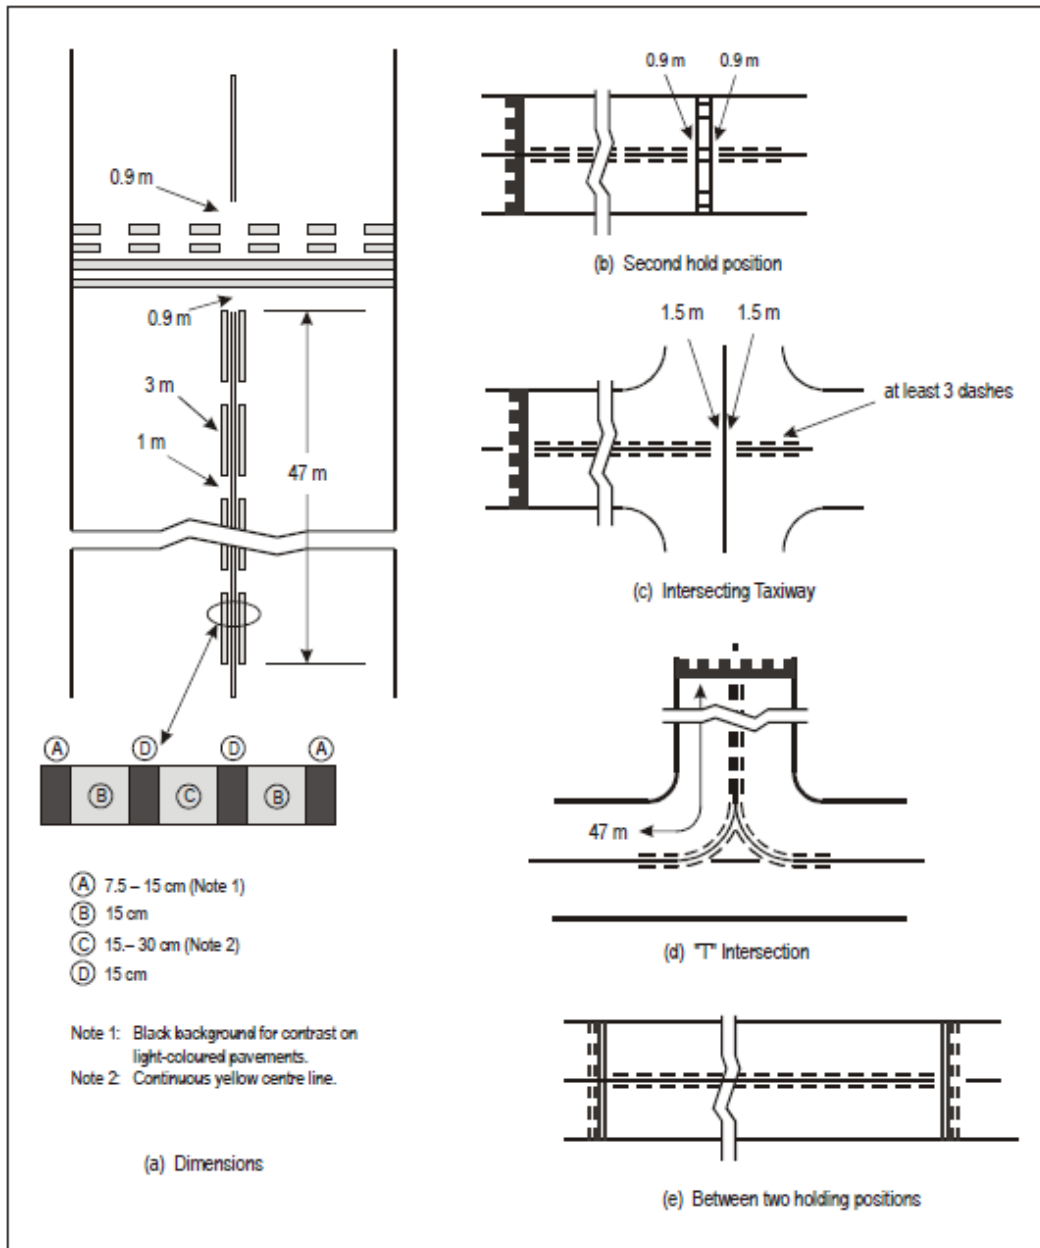 0.9 m
0.9 m
3 m
1 m
47 m
A
D
D
A
B
C
B
A 7.5 – 15 cm (Note 1)
B 15 cm
C 15.– 30 cm (Note 2)
D 15 cm
Note 1: Black background for contrast on
light-coloured pavements.
Note 2: Continuous yellow centre line.
(a) Dimensions
0.9 m
0.9 m
(b) Second hold position
1.5 m
1.5 m
at least 3 dashes
(c) Intersecting Taxiway
47 m
(d) "T" Intersection
(e) Between two holding positions